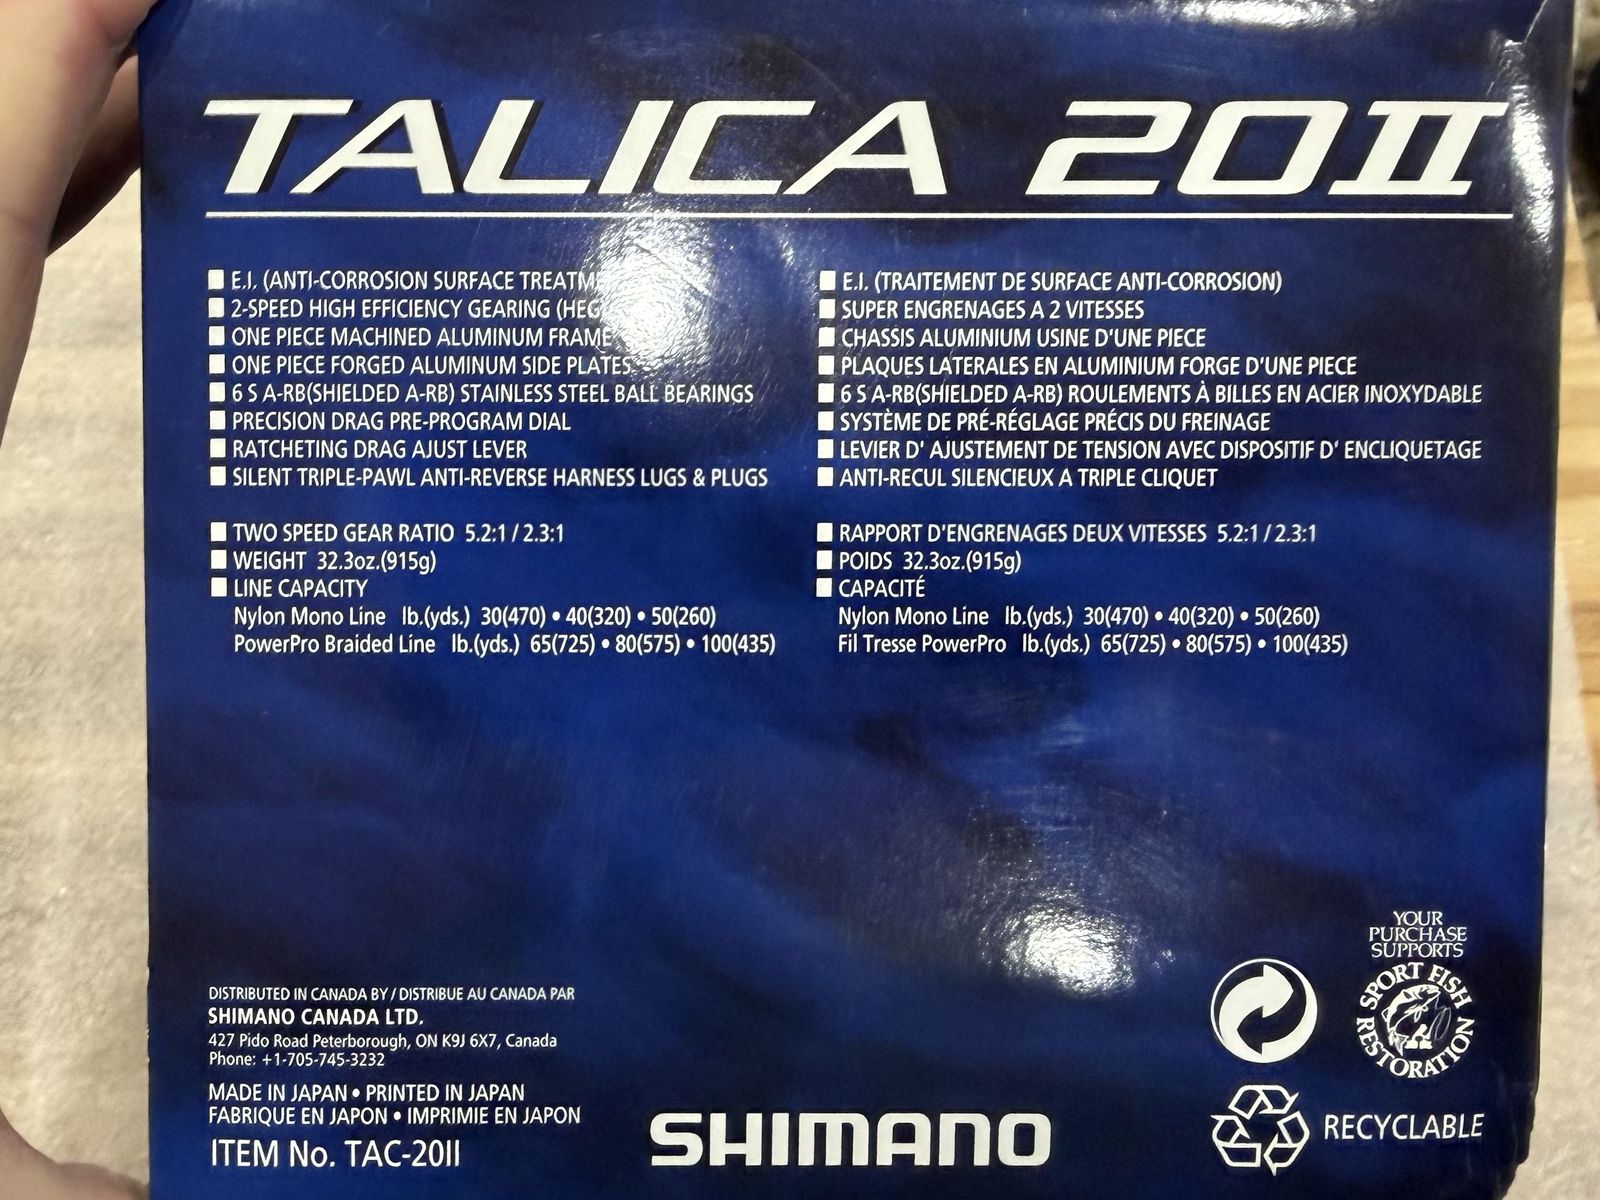 TALICA 20II
E.I. (ANTI-CORROSION SURFACE
2-SPEED HIGH EFFICIENCY GEARING
ONE PIECE MACHINED ALUMINUM FRAME
ONE PIECE FORGED ALUMINUM SIDE PLATES
6 S A-RB(SHIELDED A-RB) STAINLESS STEEL BALL BEARINGS
PRECISION DRAG PRE-PROGRAM DIAL
RATCHETING DRAG AJUST LEVER
SILENT TRIPLE-PAWL ANTI-REVERSE HARNESS LUGS & PLUGS
TWO SPEED GEAR RATIO 5.2:1 / 2.3:1
WEIGHT 32.3oz.(915g)
LINE CAPACITY
Nylon Mono Line lb.(yds.) 30(470) • 40(320) • 50(260)
PowerPro Braided Line lb.(yds.) 65(725) • 80(575) • 100(435)
E.I. (TRAITEMENT DE SURFACE ANTI-CORROSION)
SUPER ENGRENAGES A 2 VITESSES
CHASSIS ALUMINIUM USINE D'UNE PIECE
PLAQUES LATERALES EN ALUMINIUM FORGE D'UNE PIECE
6 S A-RB(SHIELDED A-RB) ROULEMENTS À BILLES EN ACIER INOXYDABLE
SYSTÈME DE PRÉ-RÉGLAGE PRÉCIS DU FREINAGE
LEVIER D' AJUSTEMENT DE TENSION AVEC DISPOSITIF D' ENCLIQUETAGE
ANTI-RECUL SILENCIEUX A TRIPLE CLIQUET
RAPPORT D'ENGRENAGES DEUX VITESSES 5.2:1 / 2.3:1
POIDS 32.3oz.(915g)
CAPACITÉ
Nylon Mono Line lb.(yds.) 30(470) • 40(320) • 50(260)
Fil Tresse PowerPro lb.(yds.) 65(725) • 80(575) • 100(435)
DISTRIBUTED IN CANADA BY / DISTRIBUE AU CANADA PAR
SHIMANO CANADA LTD.
427 Pido Road Peterborough, ON K9J 6X7, Canada
Phone: +1-705-745-3232
MADE IN JAPAN • PRINTED IN JAPAN
FABRIQUE EN JAPON • IMPRIMIE EN JAPON
ITEM No. TAC-20II
SHIMANO
YOUR
PURCHASE
SUPPORTS
SPORT FISH
RESTORATION
RECYCLABLE